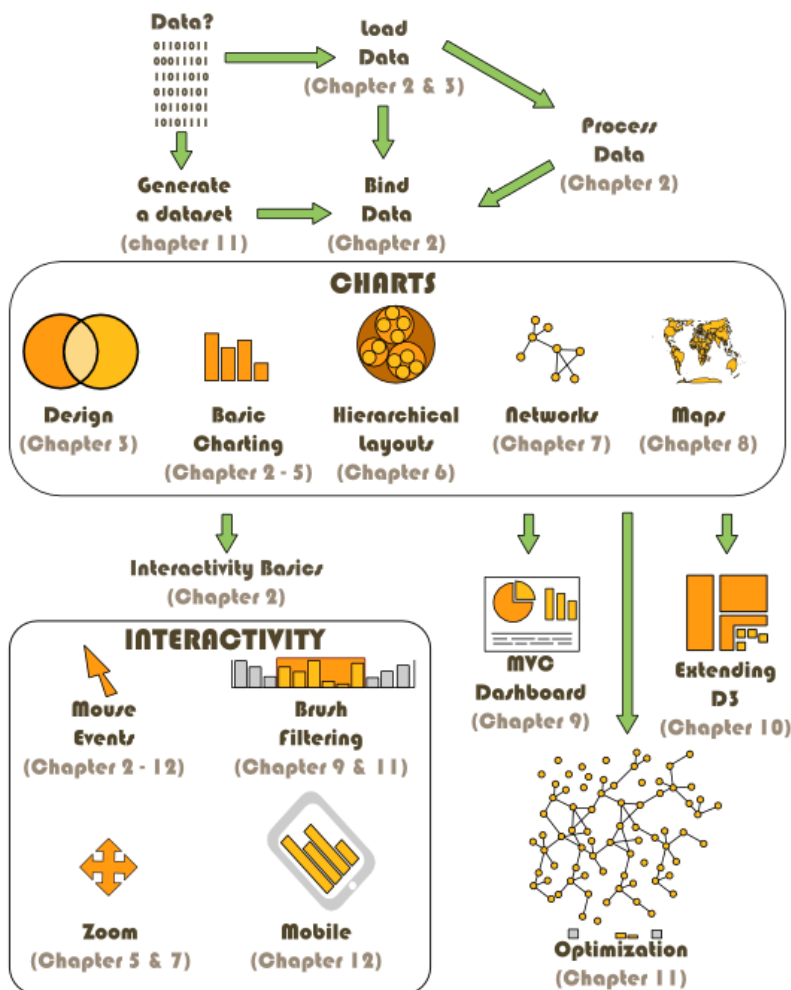 Data?
01101011
00011101
11011010
01010101
10110101
10101111
Load
Data
(Chapter 2 & 3)
Process
Data
(Chapter 2)
Generate
a dataset
(chapter 11)
Bind
Data
(Chapter 2)
CHARTS
Design
(Chapter 3)
Basic
Charting
(Chapter 2 - 5)
Hierarchical
Layouts
(Chapter 6)
Networks
(Chapter 7)
Maps
(Chapter 8)
Interactivity Basics
(Chapter 2)
INTERACTIVITY
Mouse
Events
(Chapter 2 - 12)
Brush
Filtering
(Chapter 9 & 11)
Zoom
(Chapter 5 & 7)
Mobile
(Chapter 12)
MVC
Dashboard
(Chapter 9)
Extending
D3
(Chapter 10)
Optimization
(Chapter 11)